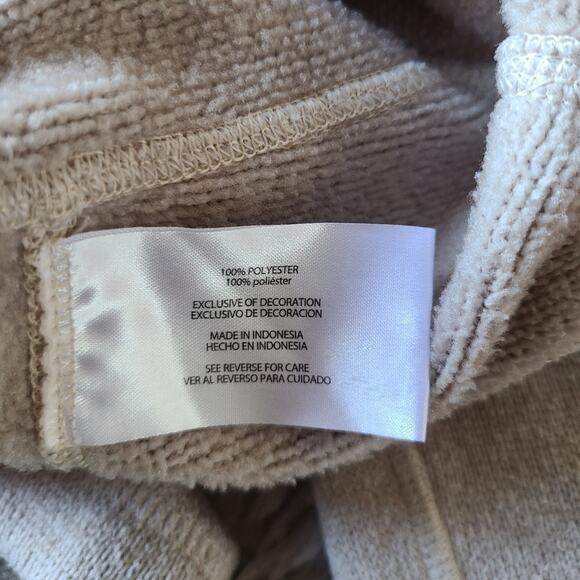 100% POLYESTER
100% poliéster
EXCLUSIVE OF DECORATION
EXCLUSIVO DE DECORACION
MADE IN INDONESIA
HECHO EN INDONESIA
SEE REVERSE FOR CARE
VER AL REVERSO PARA CUIDADO